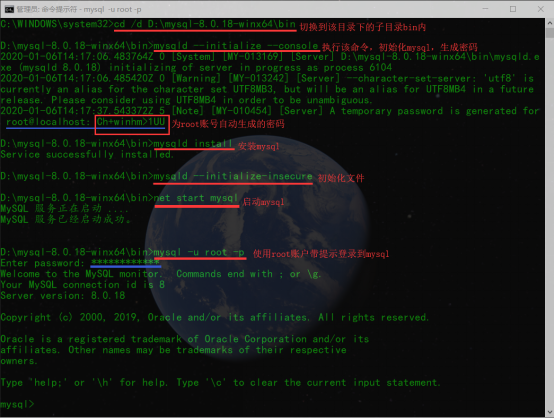 管理员: 命令提示符 - mysql -u root -p
C:\WINDOWS\system32>cd /d D:\mysql-8.0.18-winx64\bin 切换到该目录下的子目录bin内
D:\mysql-8.0.18-winx64\bin>mysqld --initialize --console 执行该命令，初始化mysql，生成密码
2020-01-06T14:17:06.483764Z 0 [System] [MY-013169] [Server] D:\mysql-8.0.18-winx64\bin\mysqld.e
xe (mysqld 8.0.18) initializing of server in progress as process 6104
2020-01-06T14:17:06.485420Z 0 [Warning] [MY-013242] [Server] --character-set-server: 'utf8' is
currently an alias for the character set UTF8MB3, but will be an alias for UTF8MB4 in a future
release. Please consider using UTF8MB4 in order to be unambiguous.
2020-01-06T14:17:37.543372Z 5 [Note] [MY-010454] [Server] A temporary password is generated for
root@localhost: Ch+winhm>1UU 为root账号自动生成的密码
D:\mysql-8.0.18-winx64\bin>mysqld install 安装mysql
Service successfully installed.
D:\mysql-8.0.18-winx64\bin>mysqld --initialize-insecure 初始化文件
D:\mysql-8.0.18-winx64\bin>net start mysql 启动mysql
MySQL 服务正在启动 ....
MySQL 服务已经启动成功。
D:\mysql-8.0.18-winx64\bin>mysql -u root -p 使用root账户带提示登录到mysql
Enter password: ************
Welcome to the MySQL monitor.  Commands end with ; or \g.
Your MySQL connection id is 8
Server version: 8.0.18
Copyright (c) 2000, 2019, Oracle and/or its affiliates. All rights reserved.
Oracle is a registered trademark of Oracle Corporation and/or its
affiliates. Other names may be trademarks of their respective
owners.
Type 'help;' or '\h' for help. Type '\c' to clear the current input statement.
mysql>